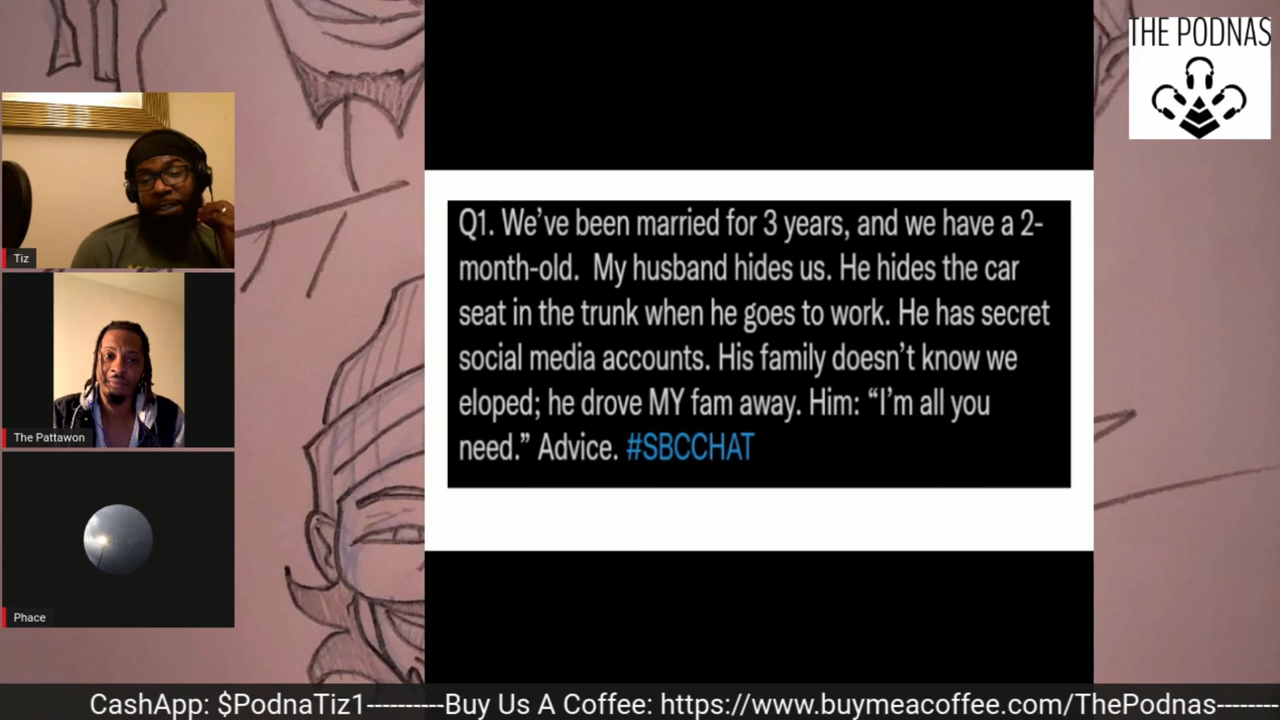 THE PODNAS
Tiz
The Pattawon
Phace
Q1. We’ve been married for 3 years, and we have a 2-
month-old.  My husband hides us. He hides the car
seat in the trunk when he goes to work. He has secret
social media accounts. His family doesn’t know we
eloped; he drove MY fam away. Him: “I’m all you
need.” Advice. #SBCCHAT
CashApp: $PodnaTiz1----------Buy Us A Coffee: https://www.buymeacoffee.com/ThePodnas--------